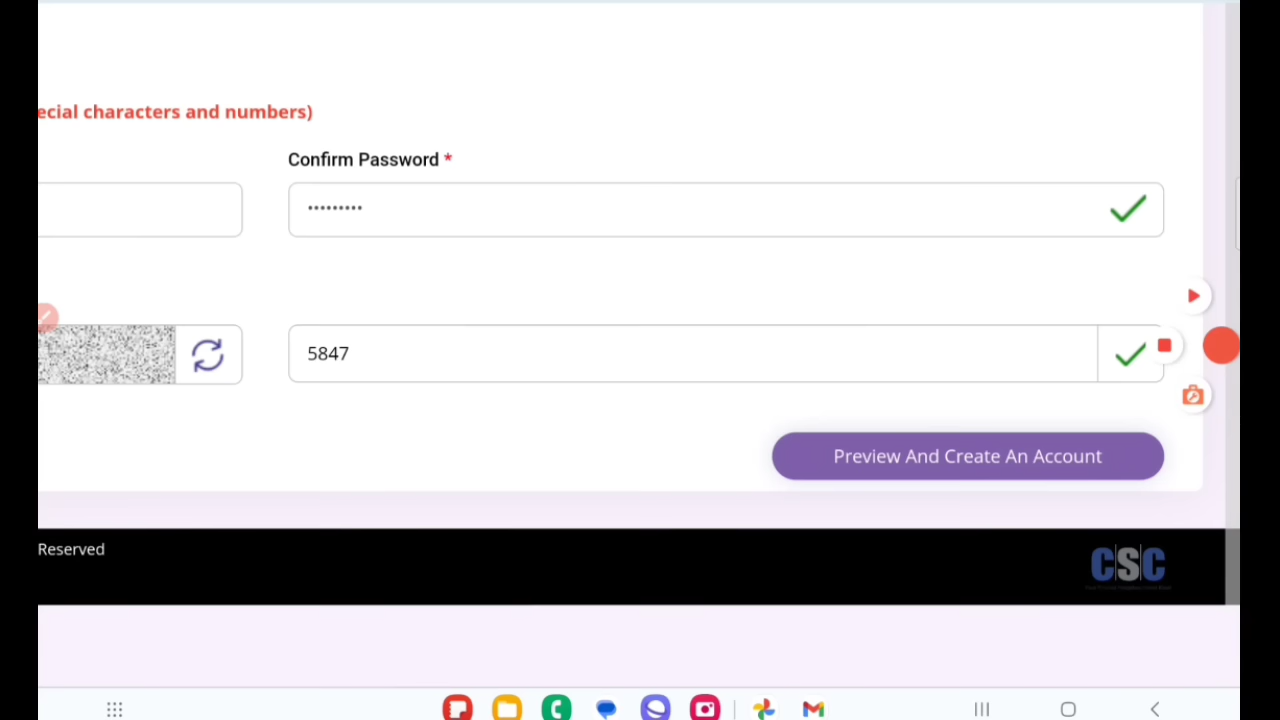 ecial characters and numbers)
Confirm Password *
•••••••••
5847
Preview And Create An Account
Reserved
CSC